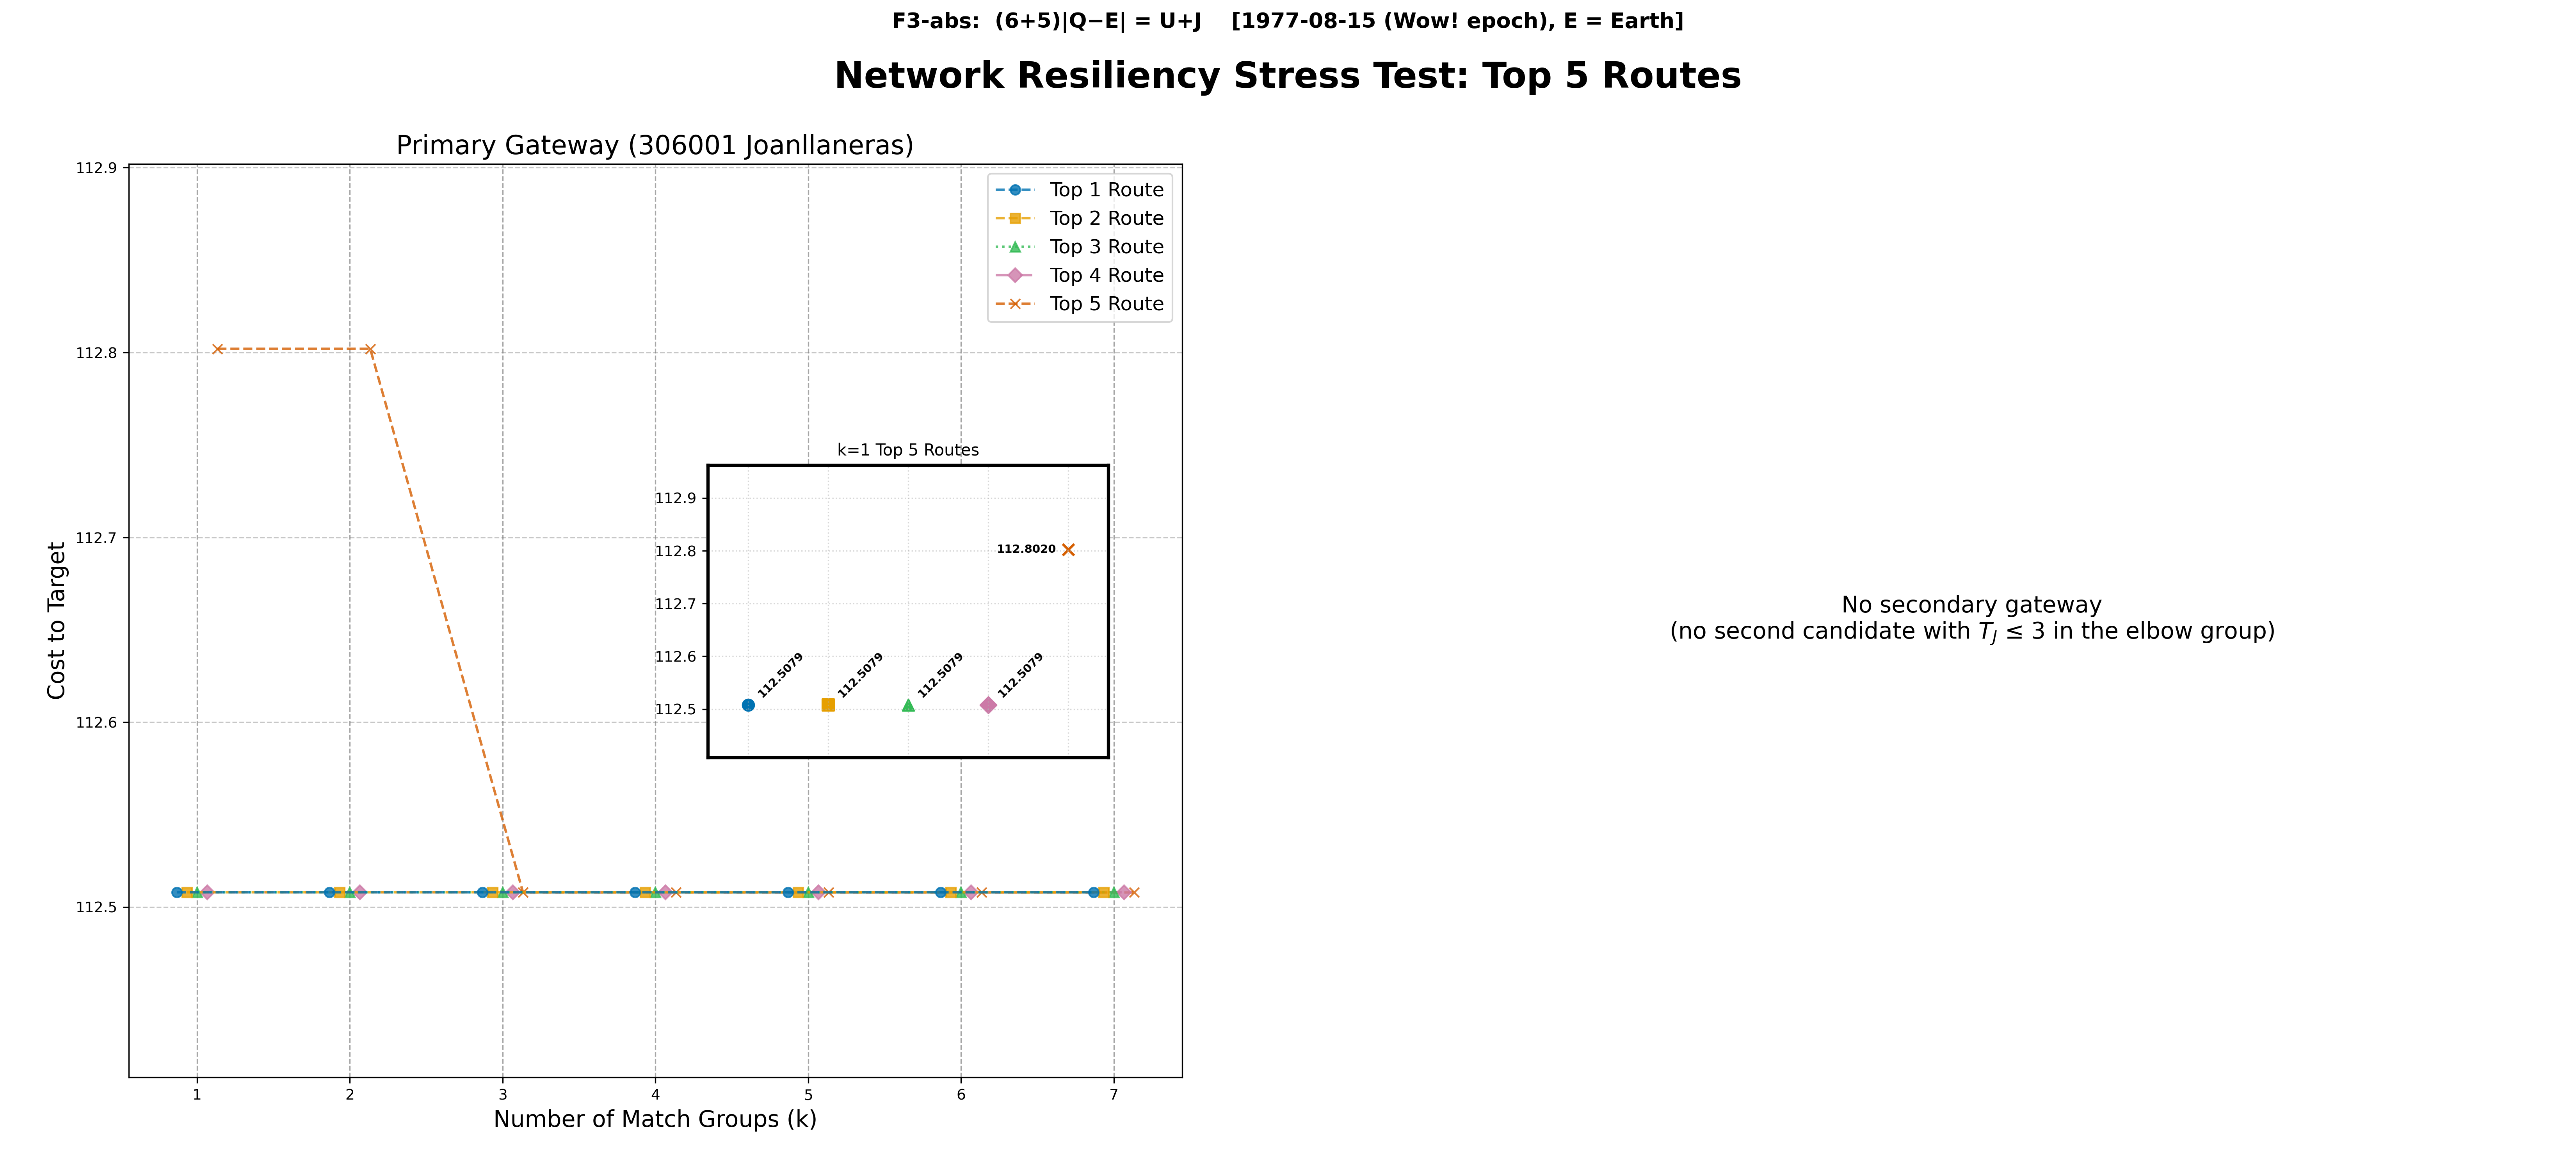 F3-abs:  (6+5)|Q−E| = U+J    [1977-08-15 (Wow! epoch), E = Earth]
Network Resiliency Stress Test: Top 5 Routes
Primary Gateway (306001 Joanllaneras)
112.9
112.8
112.7
112.6
112.5
Cost to Target
Top 1 Route
Top 2 Route
Top 3 Route
Top 4 Route
Top 5 Route
k=1 Top 5 Routes
112.9
112.8
112.7
112.6
112.5
112.5079
112.5079
112.5079
112.5079
112.8020
1 2 3 4 5 6 7
Number of Match Groups (k)
No secondary gateway
(no second candidate with T_J ≤ 3 in the elbow group)